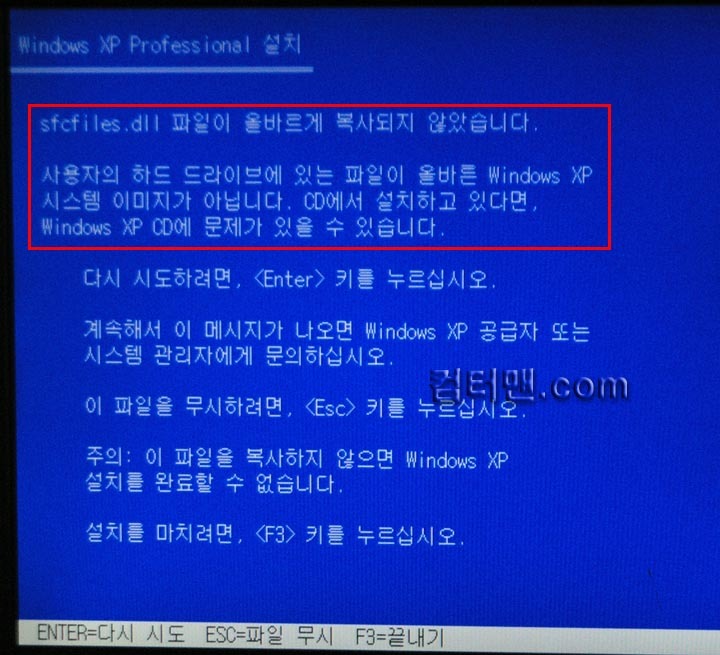 Windows XP Professional 설치
sfcfiles.dll 파일이 올바르게 복사되지 않았습니다.
사용자의 하드 드라이브에 있는 파일이 올바른 Windows XP
시스템 이미지가 아닙니다. CD에서 설치하고 있다면,
Windows XP CD에 문제가 있을 수 있습니다.
다시 시도하려면, <Enter> 키를 누르십시오.
계속해서 이 메시지가 나오면 Windows XP 공급자 또는
시스템 관리자에게 문의하십시오.
컴터맨.com
이 파일을 무시하려면, <Esc> 키를 누르십시오.
주의: 이 파일을 복사하지 않으면 Windows XP
설치를 완료할 수 없습니다.
설치를 마치려면, <F3> 키를 누르십시오.
ENTER=다시 시도 ESC=파일 무시 F3=끝내기